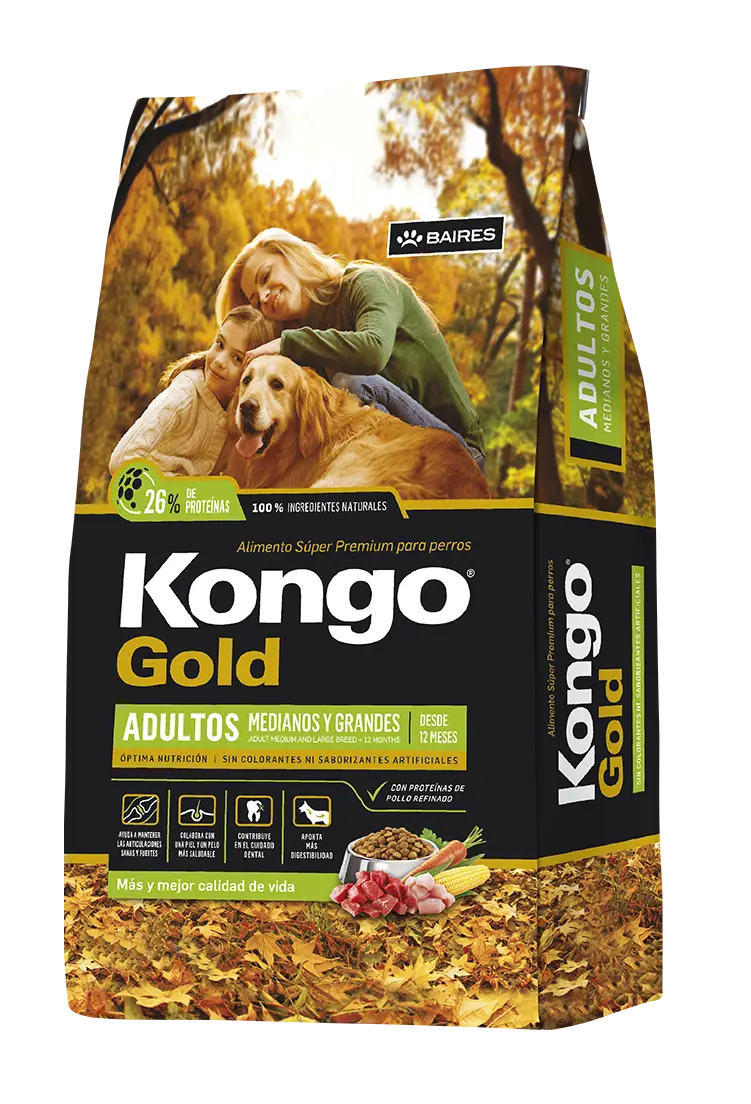 BAIRES
26% DE
PROTEÍNAS
100% INGREDIENTES NATURALES
Alimento Súper Premium para perros
Kongo®
Gold
ADULTOS
MEDIANOS Y GRANDES
ADULT MEDIUM AND LARGE BREED + 12 MONTHS
DESDE
12 MESES
ÓPTIMA NUTRICIÓN | SIN COLORANTES NI SABORIZANTES ARTIFICIALES
CON PROTEÍNAS DE
POLLO REFINADO
AYUDA A MANTENER
LAS ARTICULACIONES
SANAS Y FUERTES
COLABORA CON
UNA PIEL Y UN PELO
MÁS SALUDABLE
CONTRIBUYE
EN EL CUIDADO
DENTAL
APORTA
MÁS
DIGESTIBILIDAD
Más y mejor calidad de vida
ADULTOS
MEDIANOS Y GRANDES
Alimento Súper Premium para perros
Kongo®
Gold
SIN COLORANTES NI SABORIZANTES ARTIFICIALES